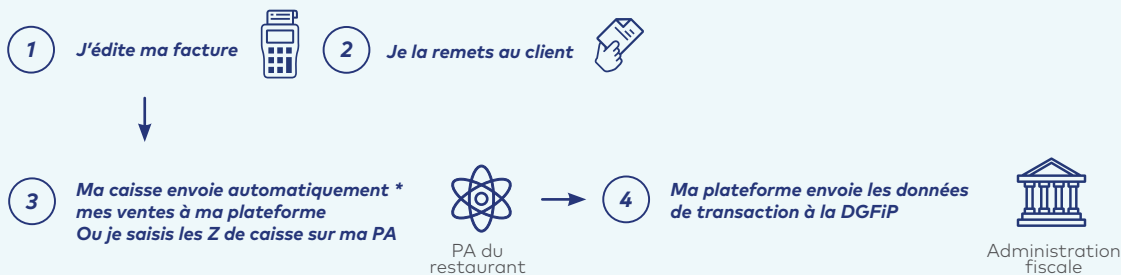 1 J'édite ma facture
2 Je la remets au client
3 Ma caisse envoie automatiquement *
mes ventes à ma plateforme
Ou je saisis les Z de caisse sur ma PA
PA du
restaurant
4 Ma plateforme envoie les données
de transaction à la DGFiP
Administration
fiscale